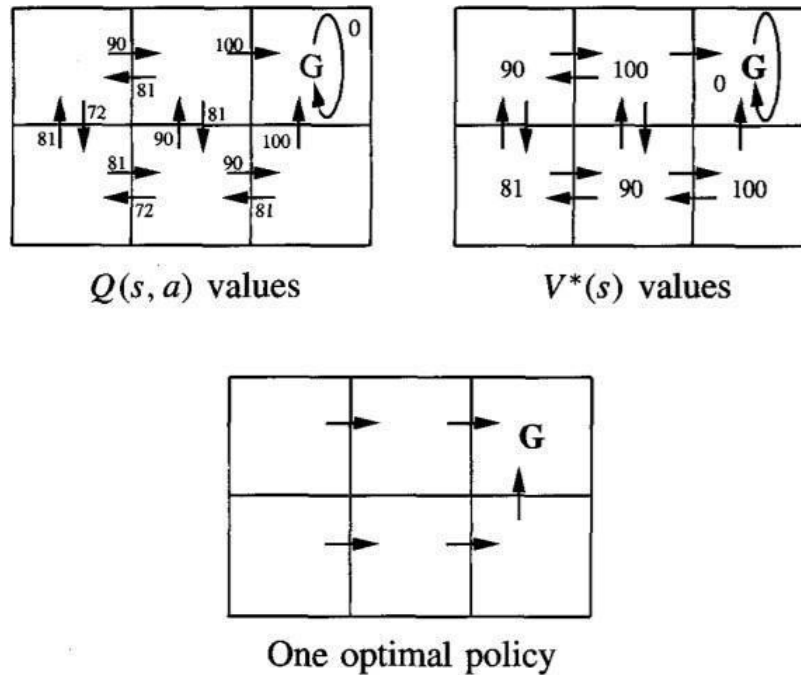 90 100 0
G
81
72 81
81 90 100
81 90
72 81
Q(s, a) values
90 100 0 G
81 90 100
V*(s) values
G
One optimal policy